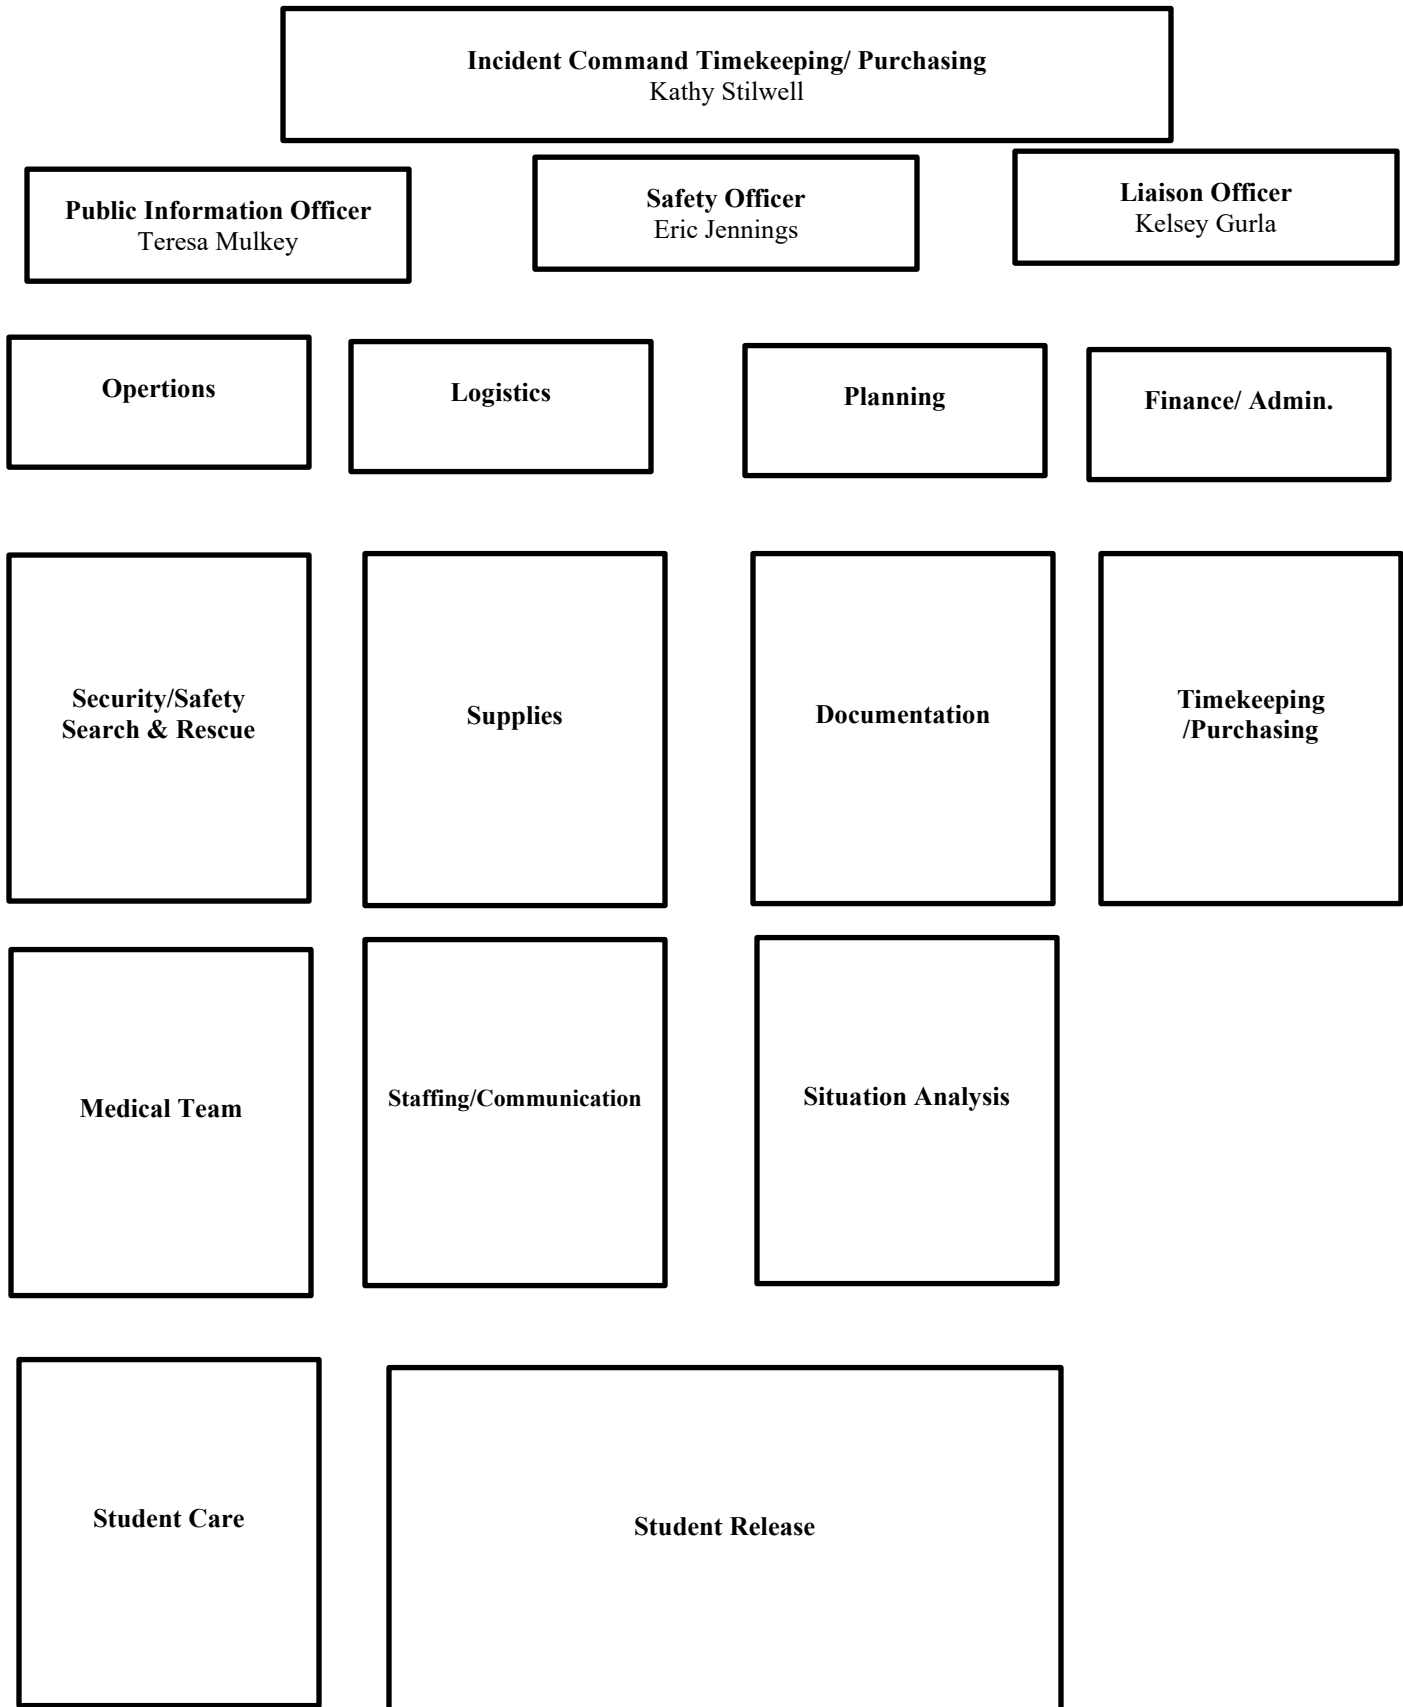 Incident Command Timekeeping/ Purchasing
Kathy Stilwell
Public Information Officer
Teresa Mulkey
Safety Officer
Eric Jennings
Liaison Officer
Kelsey Gurla
Opertions
Logistics
Planning
Finance/ Admin.
Security/Safety
Search & Rescue
Supplies
Documentation
Timekeeping
/Purchasing
Medical Team
Staffing/Communication
Situation Analysis
Student Care
Student Release